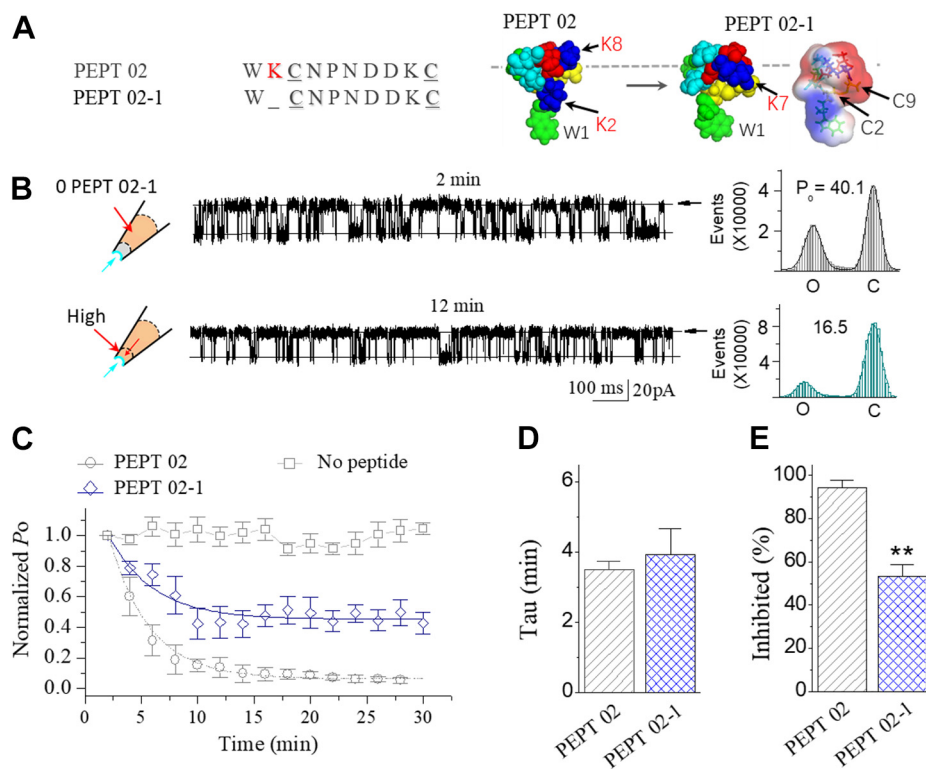 A
PEPT 02
PEPT 02-1
PEPT 02 W K C N P N D D K C
PEPT 02-1 W _ C N P N D D K C
K8
K2
W1
K7
W1
C9
C2
B
0 PEPT 02-1
2 min
Events
(X10000)
4
2
Po = 40.1
O C
High
12 min
100 ms 20pA
Events
(X10000)
8
4
16.5
O C
C
PEPT 02
No peptide
PEPT 02-1
Normalized Po
1.0
0.8
0.6
0.4
0.2
0.0
0 5 10 15 20 25 30
Time (min)
D
Tau (min)
6
4
2
0
PEPT 02
PEPT 02-1
E
Inhibited (%)
100
80
60
40
20
0
**
PEPT 02
PEPT 02-1